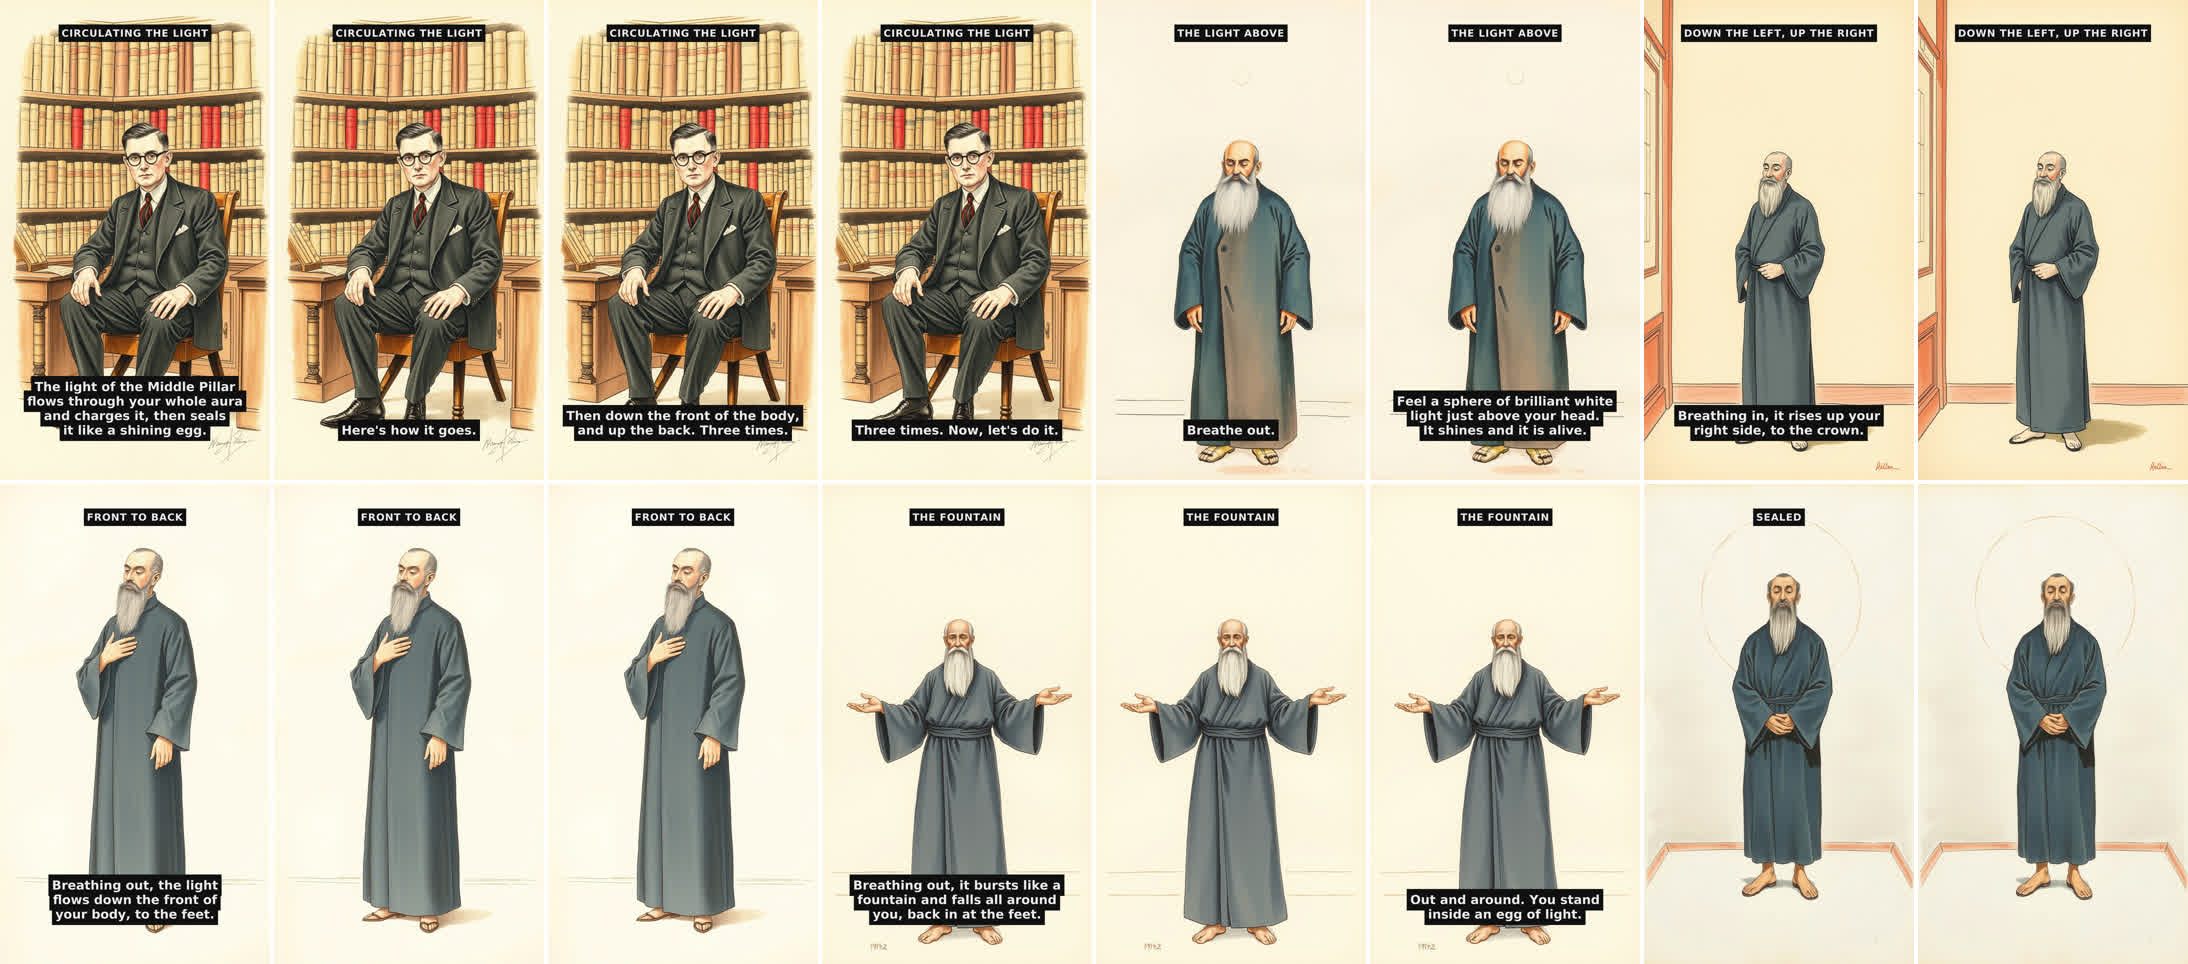 CIRCULATING THE LIGHT
The light of the Middle Pillar
flows through your whole aura
and charges it, then seals
it like a shining egg.
CIRCULATING THE LIGHT
Here's how it goes.
CIRCULATING THE LIGHT
Then down the front of the body,
and up the back. Three times.
CIRCULATING THE LIGHT
Three times. Now, let's do it.
THE LIGHT ABOVE
Breathe out.
THE LIGHT ABOVE
Feel a sphere of brilliant white
light just above your head.
It shines and it is alive.
DOWN THE LEFT, UP THE RIGHT
Breathing in, it rises up your
right side, to the crown.
DOWN THE LEFT, UP THE RIGHT
FRONT TO BACK
Breathing out, the light
flows down the front of
your body, to the feet.
FRONT TO BACK
FRONT TO BACK
THE FOUNTAIN
Breathing out, it bursts like a
fountain and falls all around
you, back in at the feet.
THE FOUNTAIN
THE FOUNTAIN
Out and around. You stand
inside an egg of light.
SEALED